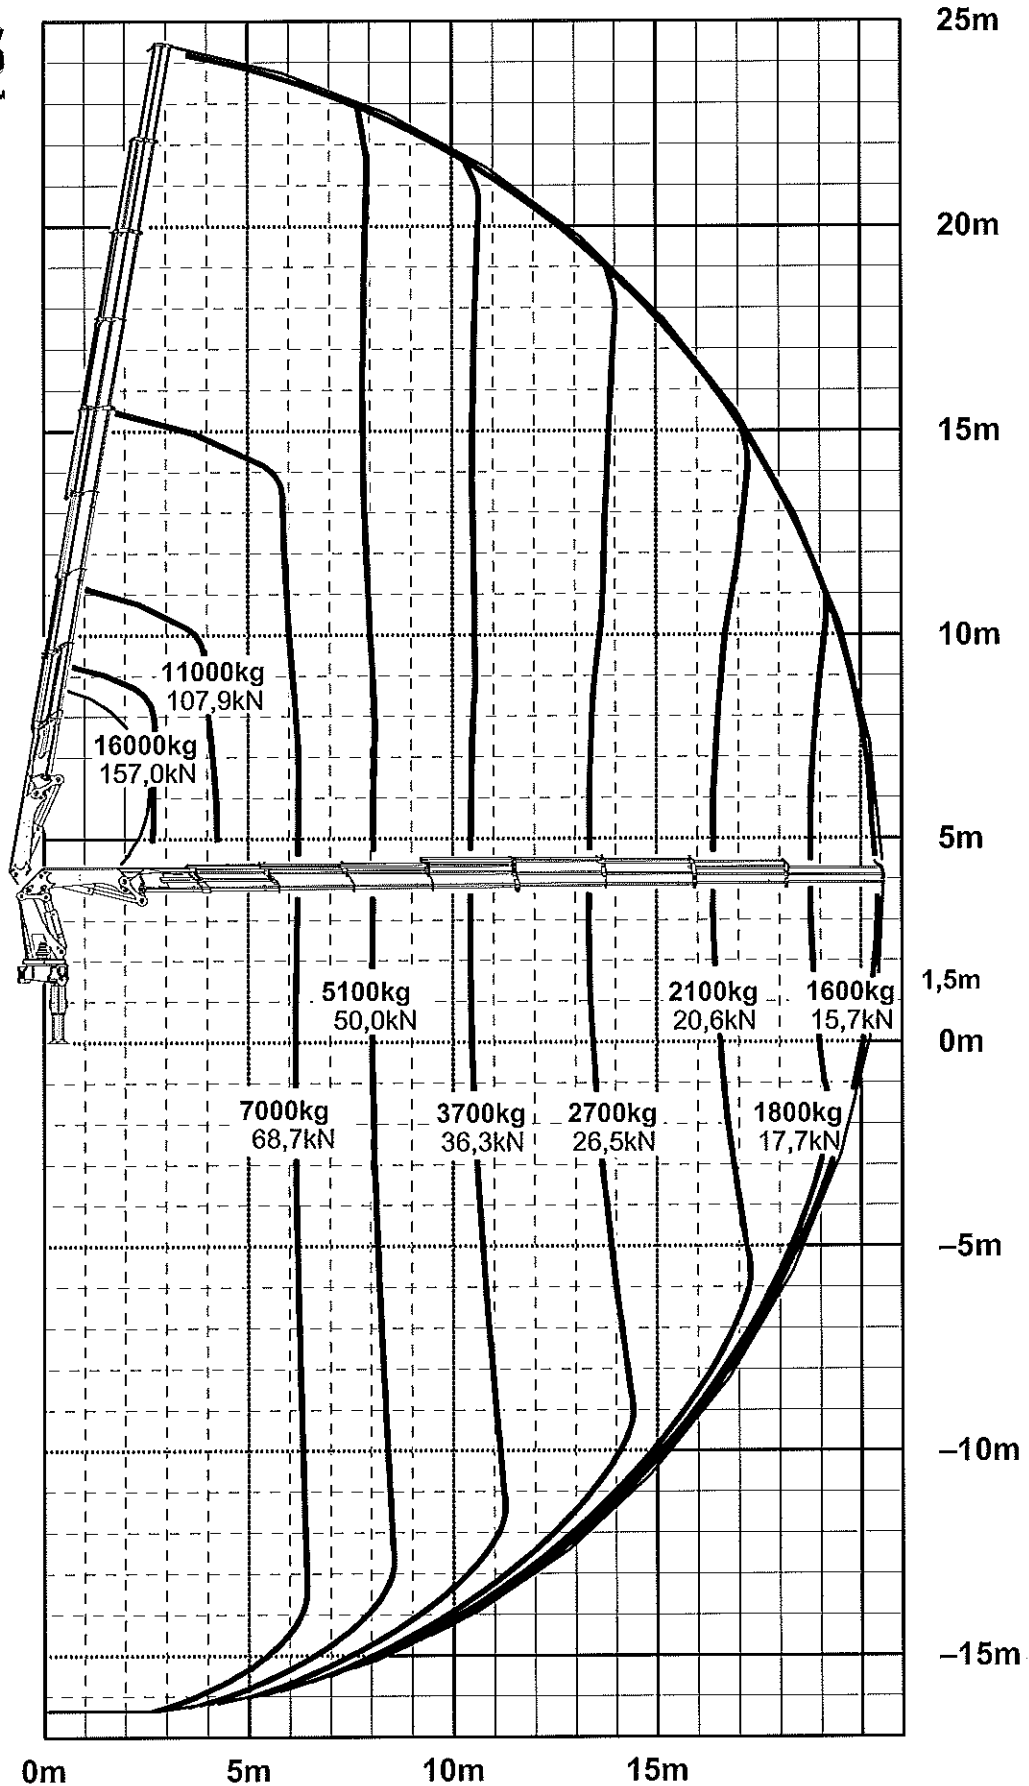 25m
20m
15m
10m
11000kg
107,9kN
16000kg
157,0kN
5m
5100kg
50,0kN
2100kg
20,6kN
1600kg
15,7kN
1,5m
0m
7000kg
68,7kN
3700kg
36,3kN
2700kg
26,5kN
1800kg
17,7kN
–5m
–10m
–15m
0m
5m
10m
15m